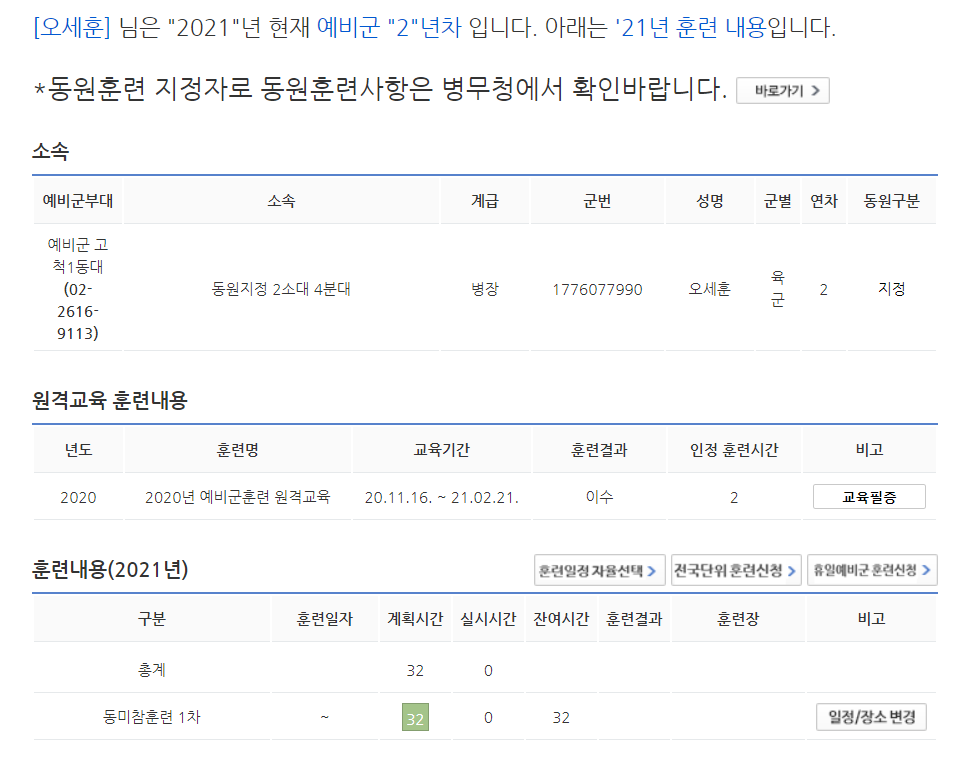 [오세훈] 님은 "2021"년 현재 예비군 "2"년차 입니다. 아래는 '21년 훈련 내용입니다.
*동원훈련 지정자로 동원훈련사항은 병무청에서 확인바랍니다. 바로가기 >
소속
예비군부대 소속 계급 군번 성명 군별 연차 동원구분
예비군 고
척1동대
(02-
2616-
9113)
동원지정 2소대 4분대 병장 1776077990 오세훈 육군 2 지정
원격교육 훈련내용
년도 훈련명 교육기간 훈련결과 인정 훈련시간 비고
2020 2020년 예비군훈련 원격교육 20.11.16. ~ 21.02.21. 이수 2 교육필증
훈련내용(2021년) 훈련일정 자율선택 > 전국단위 훈련신청 > 휴일예비군 훈련신청 >
구분 훈련일자 계획시간 실시시간 잔여시간 훈련결과 훈련장 비고
총계 32 0
동미참훈련 1차 ~ 32 0 32 일정/장소 변경